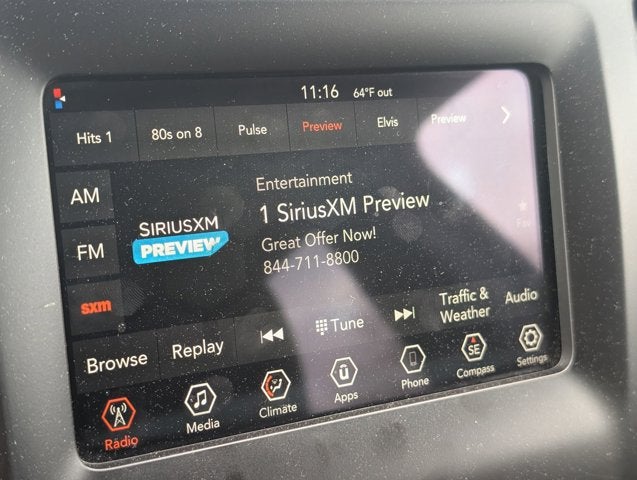 11:16 64°F out
Hits 1 80s on 8 Pulse Preview Elvis Preview
AM
FM
sxm
SIRIUSXM
PREVIEW
Entertainment
1 SiriusXM Preview
Great Offer Now!
844-711-8800
Fav
Browse Replay Tune Traffic &
Weather Audio
Radio Media Climate Apps Phone SE
Compass Settings